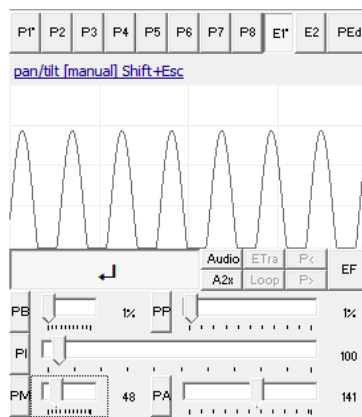 P1* P2 P3 P4 P5 P6 P7 P8 E1* E2 PEd
pan/tilt [manual] Shift+Esc
Audio ETra P<
A2x Loop P>
EF
PB 1% PP 1%
PI 100
PM 48 PA 141